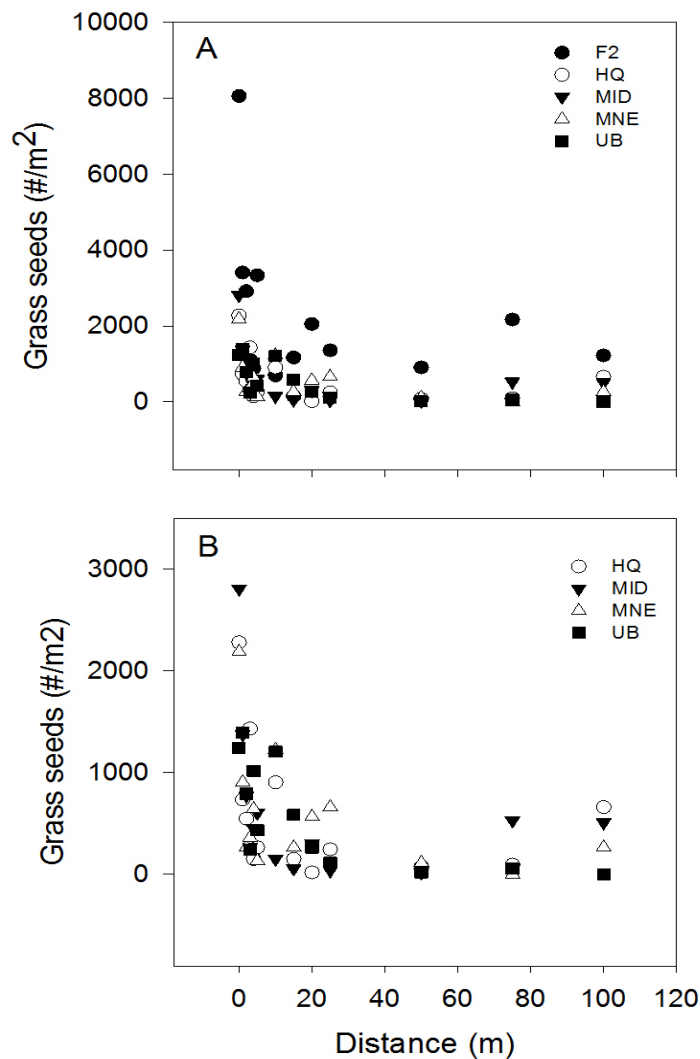 A
F2
HQ
MID
MNE
UB
10000
8000
6000
4000
2000
0
Grass seeds (#/m2)
B
HQ
MID
MNE
UB
3000
2000
1000
0
Grass seeds (#/m2)
0 20 40 60 80 100 120
Distance (m)